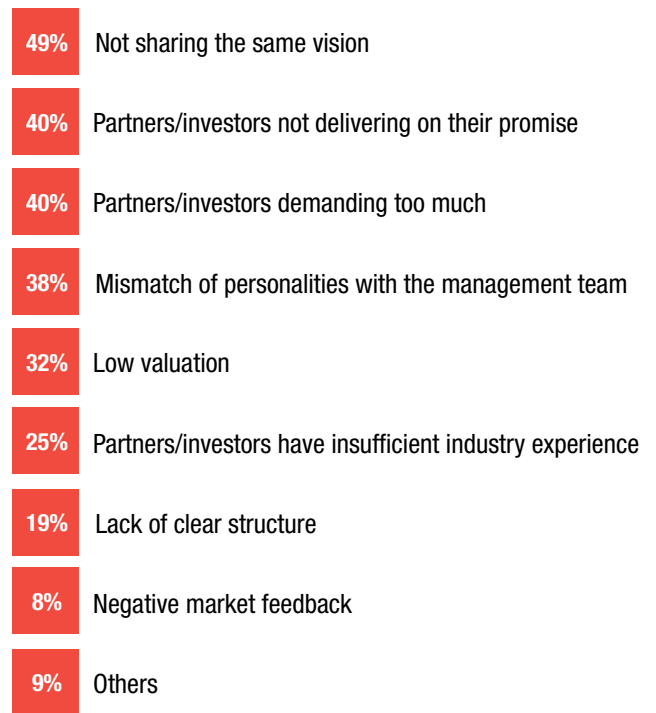 49% Not sharing the same vision
40% Partners/investors not delivering on their promise
40% Partners/investors demanding too much
38% Mismatch of personalities with the management team
32% Low valuation
25% Partners/investors have insufficient industry experience
19% Lack of clear structure
8% Negative market feedback
9% Others